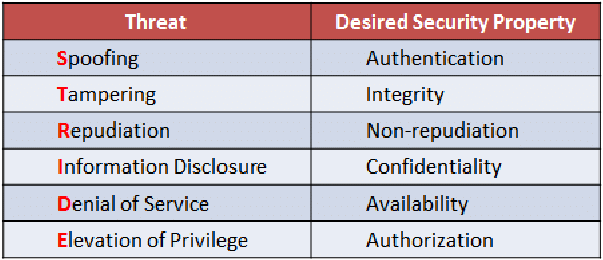 Threat Desired Security Property
Spoofing Authentication
Tampering Integrity
Repudiation Non-repudiation
Information Disclosure Confidentiality
Denial of Service Availability
Elevation of Privilege Authorization